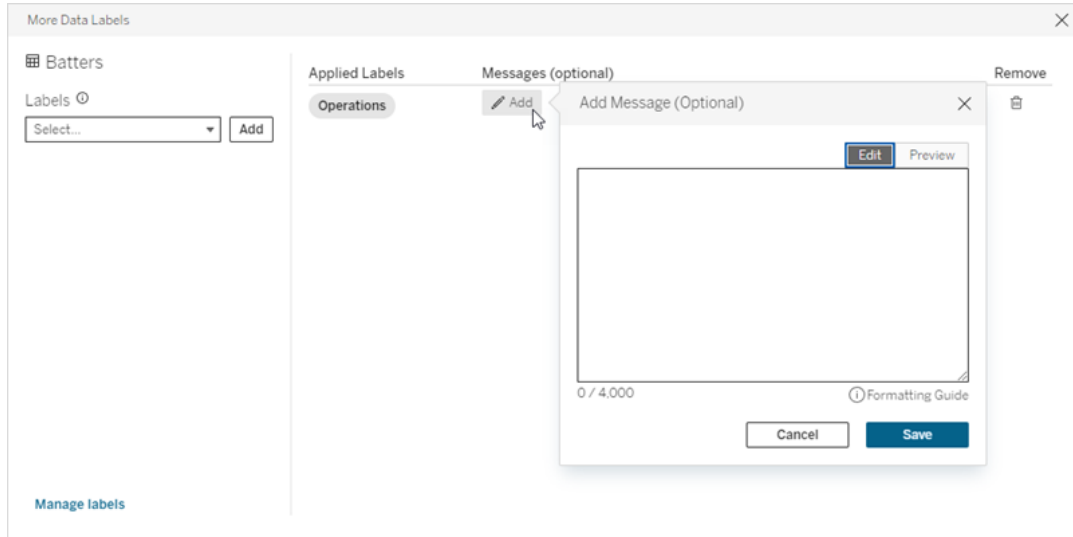 More Data Labels
Batters
Labels
Select...
Add
Manage labels
Applied Labels
Messages (optional)
Remove
Operations
Add
Add Message (Optional)
Edit
Preview
0 / 4,000
Formatting Guide
Cancel
Save